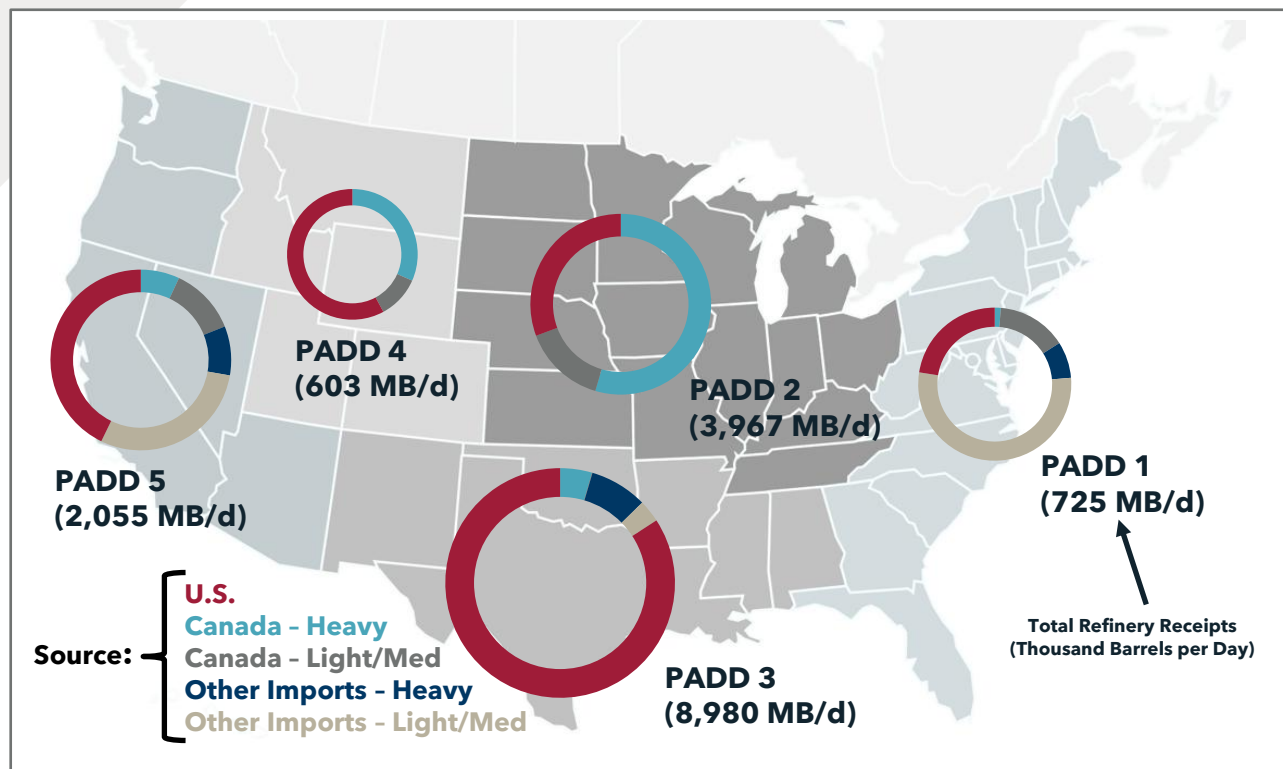 PADD 4
(603 MB/d)
PADD 2
(3,967 MB/d)
PADD 5
(2,055 MB/d)
PADD 1
(725 MB/d)
Source:
U.S.
Canada – Heavy
Canada – Light/Med
Other Imports – Heavy
Other Imports – Light/Med
PADD 3
(8,980 MB/d)
Total Refinery Receipts
(Thousand Barrels per Day)